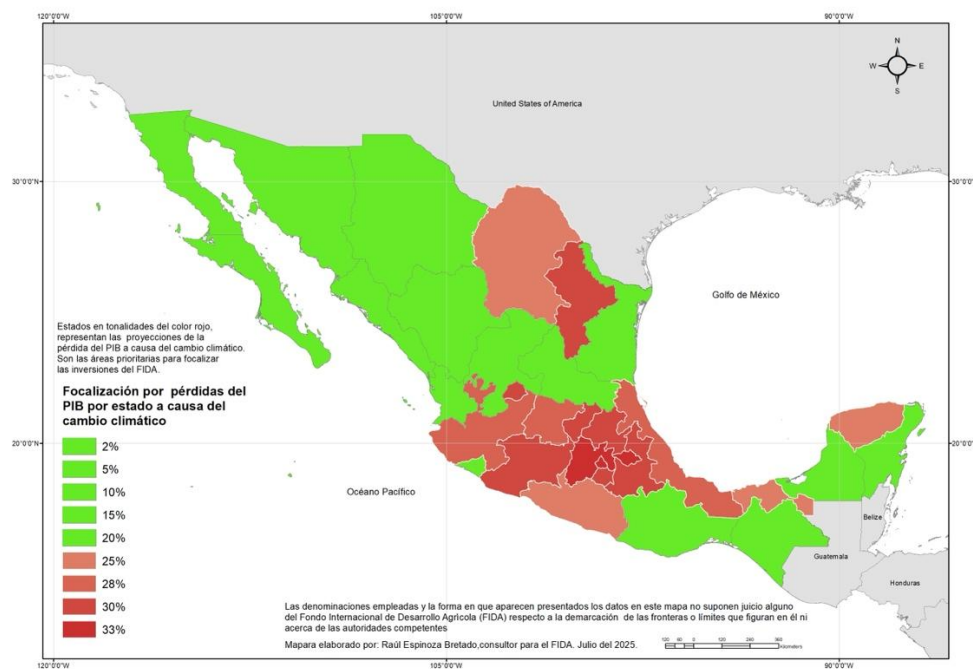 120°0'0"W
105°0'0"W
90°0'0"W
N
W
E
S
United States of America
30°0'0"N
30°0'0"N
Golfo de México
Estados en tonalidades del color rojo,
representan las proyecciones de la
pérdida del PIB a causa del cambio climático.
Son las áreas prioritarias para focalizar
las inversiones del FIDA.
Focalización por pérdidas del
PIB por estado a causa del
cambio climático
2%
5%
10%
15%
20%
25%
28%
30%
33%
20°0'0"N
20°0'0"N
Océano Pacífico
Belize
Guatemala
Honduras
Las denominaciones empleadas y la forma en que aparecen presentados los datos en este mapa no suponen juicio alguno
del Fondo Internacional de Desarrollo Agrícola (FIDA) respecto a la demarcación de las fronteras o límites que figuran en él ni
acerca de las autoridades competentes
Mapara elaborado por: Raúl Espinoza Bretado,consultor para el FIDA. Julio del 2025.
120 60 0 120 240 360
Kilometers
120°0'0"W
105°0'0"W
90°0'0"W